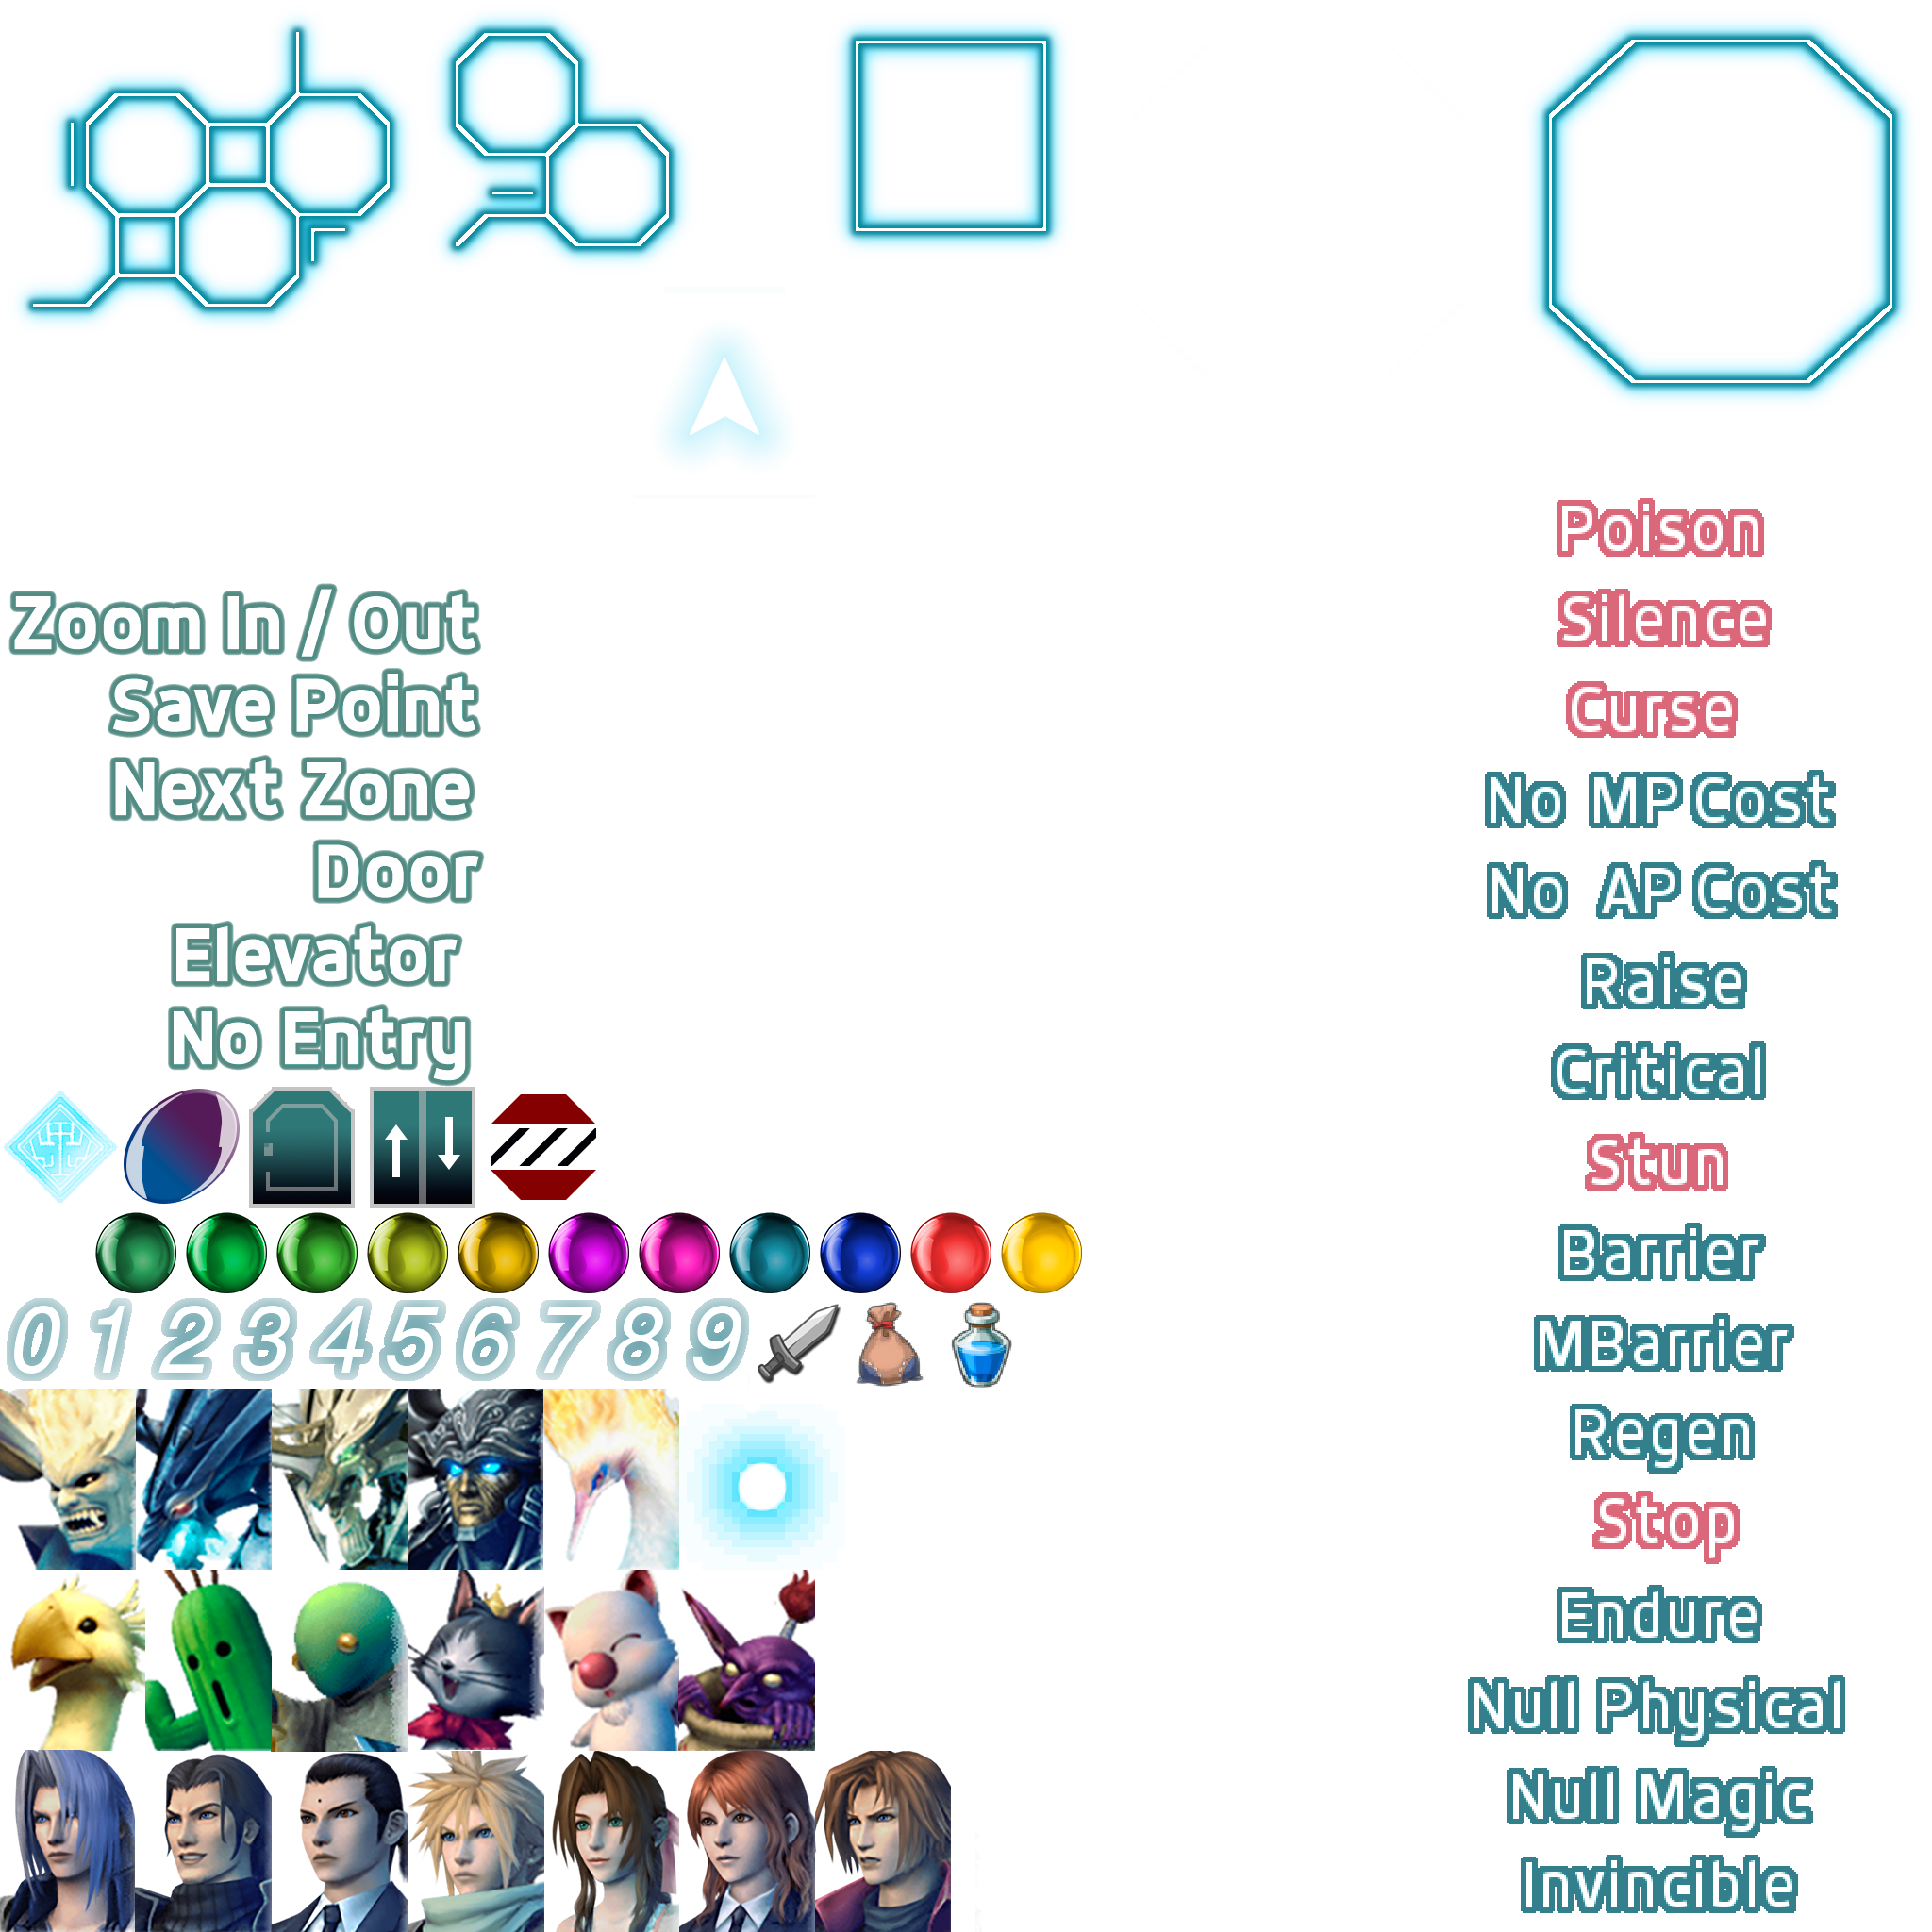 Zoom In / Out
Save Point
Next Zone
Door
Elevator
No Entry
0 1 2 3 4 5 6 7 8 9
Poison
Silence
Curse
No MP Cost
No AP Cost
Raise
Critical
Stun
Barrier
MBarrier
Regen
Stop
Endure
Null Physical
Null Magic
Invincible